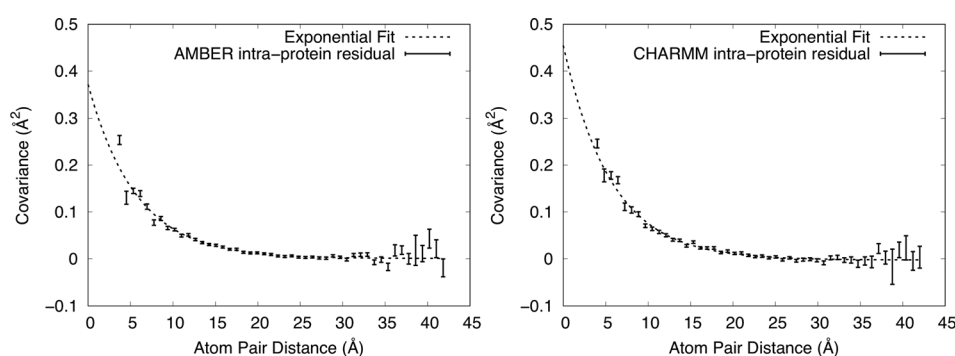 0.5
0.4
0.3
0.2
0.1
0
−0.1
Covariance (Å²)
Exponential Fit
AMBER intra−protein residual
0 5 10 15 20 25 30 35 40 45
Atom Pair Distance (Å)
0.5
0.4
0.3
0.2
0.1
0
−0.1
Covariance (Å²)
Exponential Fit
CHARMM intra−protein residual
0 5 10 15 20 25 30 35 40 45
Atom Pair Distance (Å)